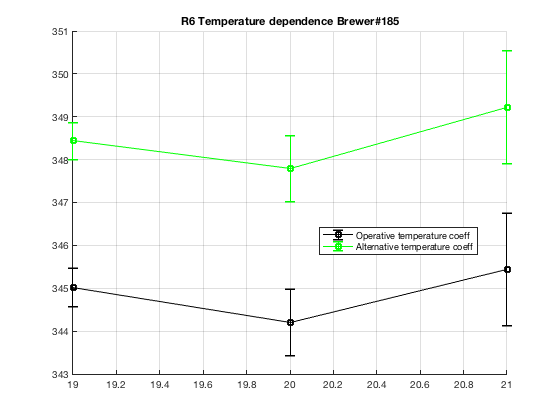 R6 Temperature dependence Brewer#185
351
350
349
348
347
346
345
344
343
Operative temperature coeff
Alternative temperature coeff
19 19.2 19.4 19.6 19.8 20 20.2 20.4 20.6 20.8 21